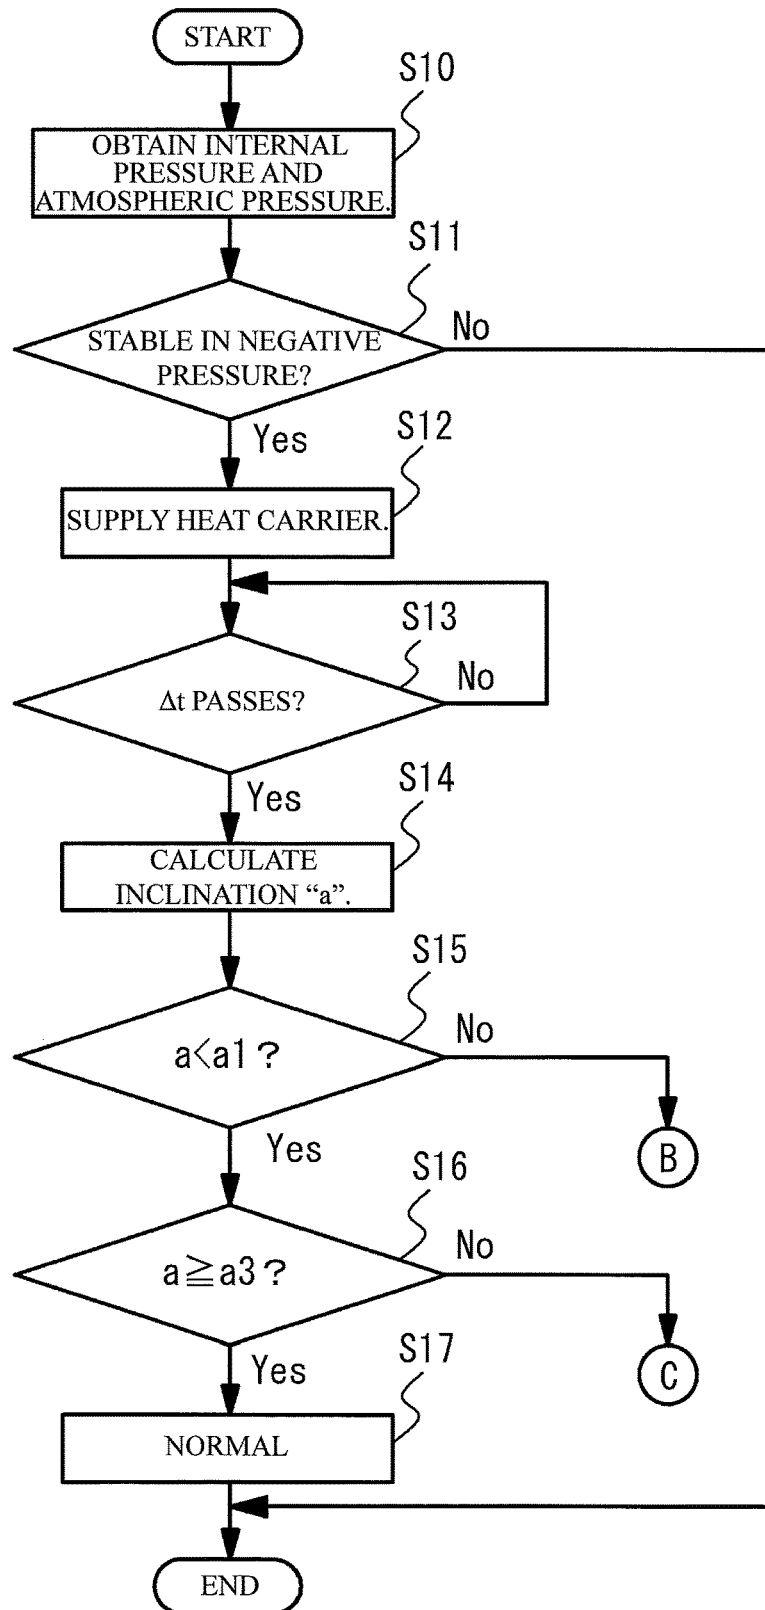 START
S10
OBTAIN INTERNAL
PRESSURE AND
ATMOSPHERIC PRESSURE.
S11
STABLE IN NEGATIVE
PRESSURE?
No
Yes
S12
SUPPLY HEAT CARRIER.
S13
Δt PASSES?
No
Yes
S14
CALCULATE
INCLINATION “a”.
S15
a<a1?
No
B
Yes
S16
a≧a3?
No
C
Yes
S17
NORMAL
END